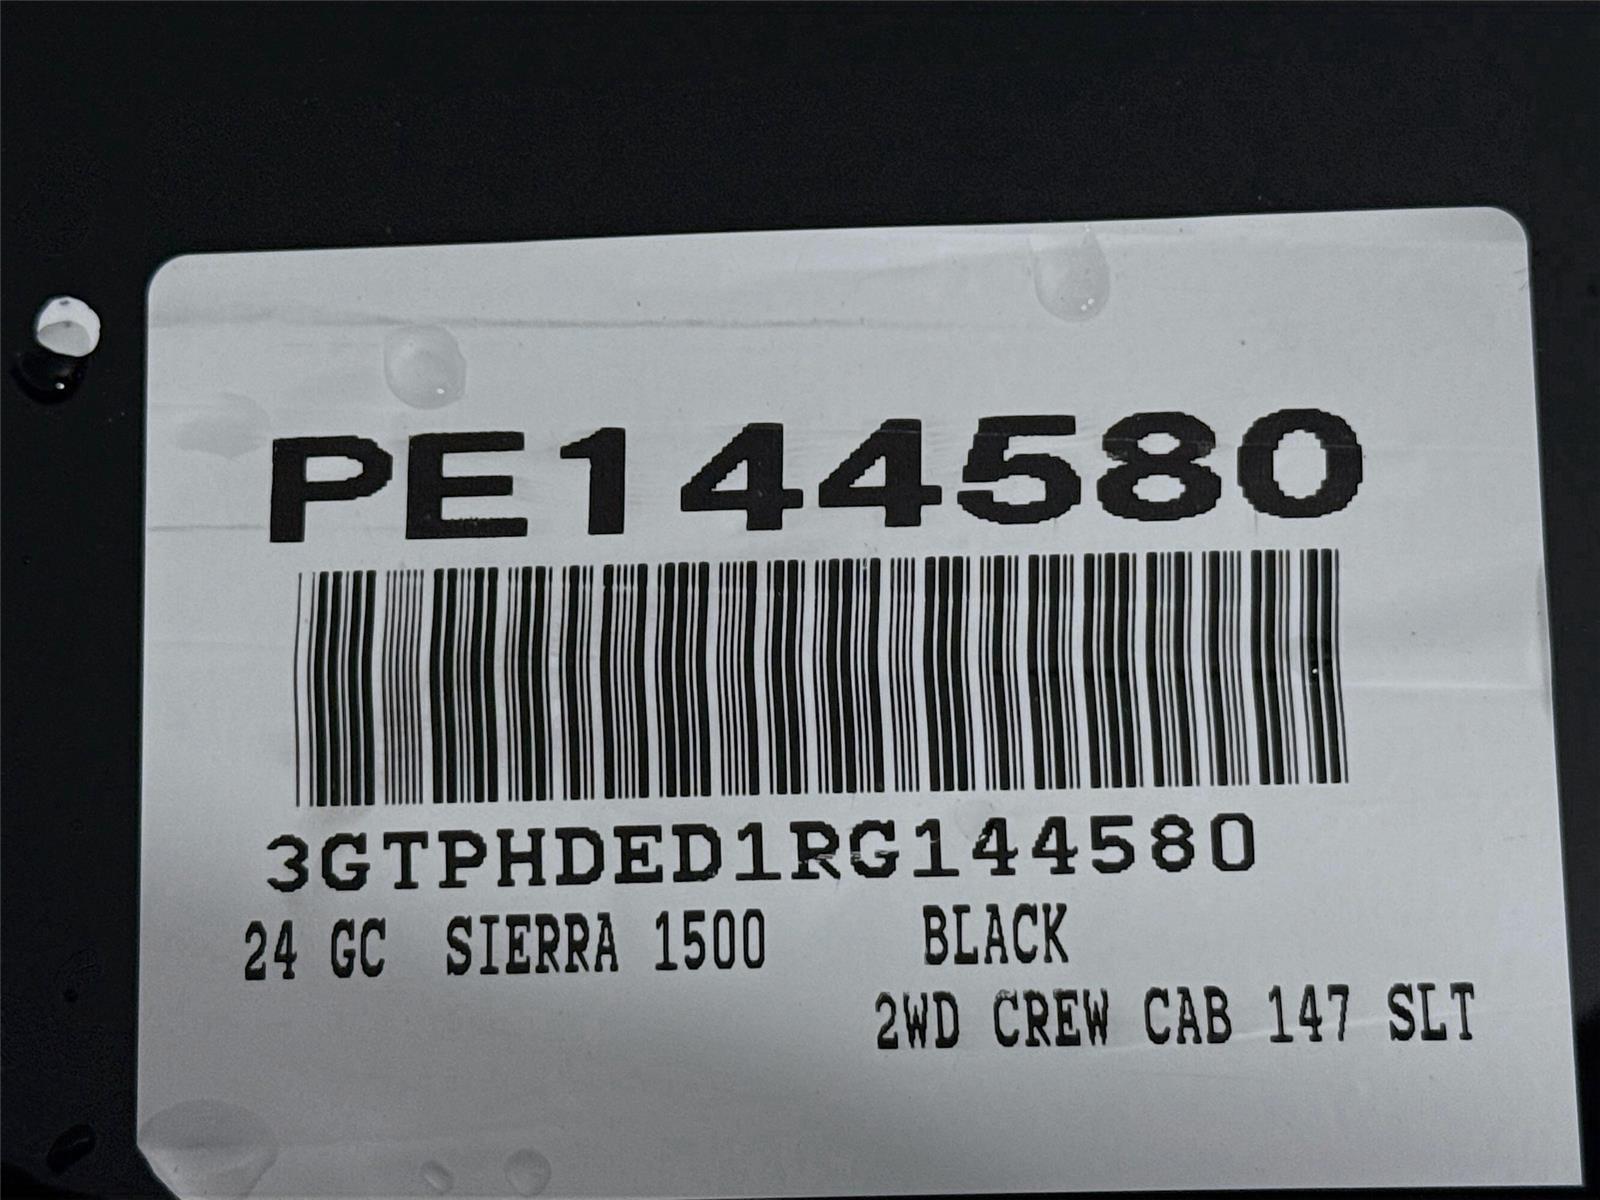 PE144580
3GTPHDED1RG144580
24 GC SIERRA 1500 BLACK
2WD CREW CAB 147 SLT